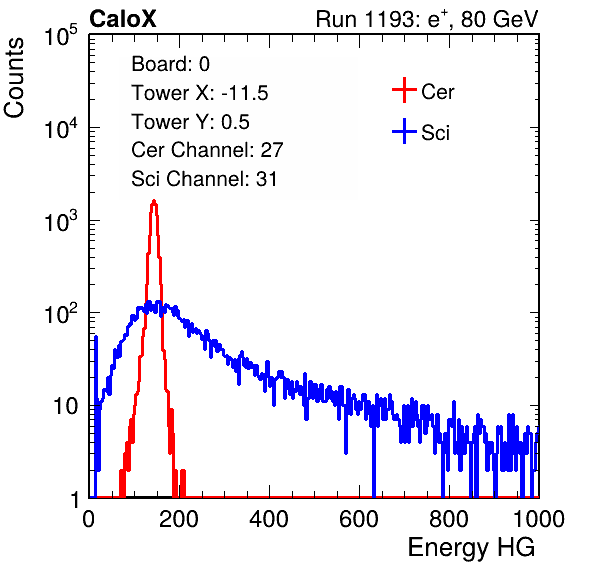 CaloX Run 1193: e⁺, 80 GeV
Counts
Board: 0
Tower X: -11.5
Tower Y: 0.5
Cer Channel: 27
Sci Channel: 31
Cer
Sci
10⁵
10⁴
10³
10²
10
1
0 200 400 600 800 1000
Energy HG